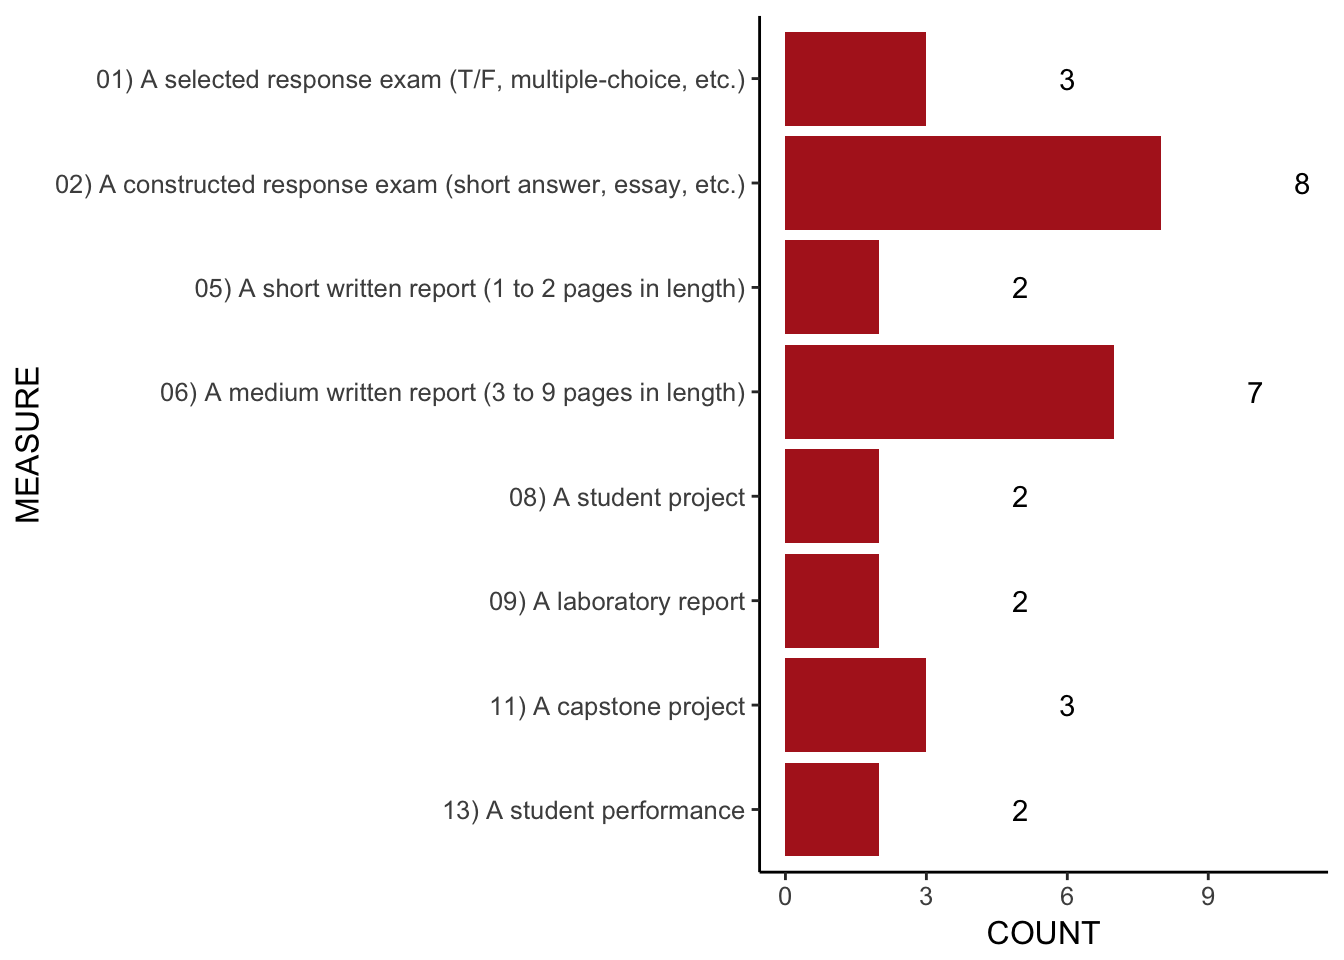 01) A selected response exam (T/F, multiple-choice, etc.) 3
02) A constructed response exam (short answer, essay, etc.) 8
05) A short written report (1 to 2 pages in length) 2
06) A medium written report (3 to 9 pages in length) 7
MEASURE
08) A student project 2
09) A laboratory report 2
11) A capstone project 3
13) A student performance 2
0 3 6 9
COUNT